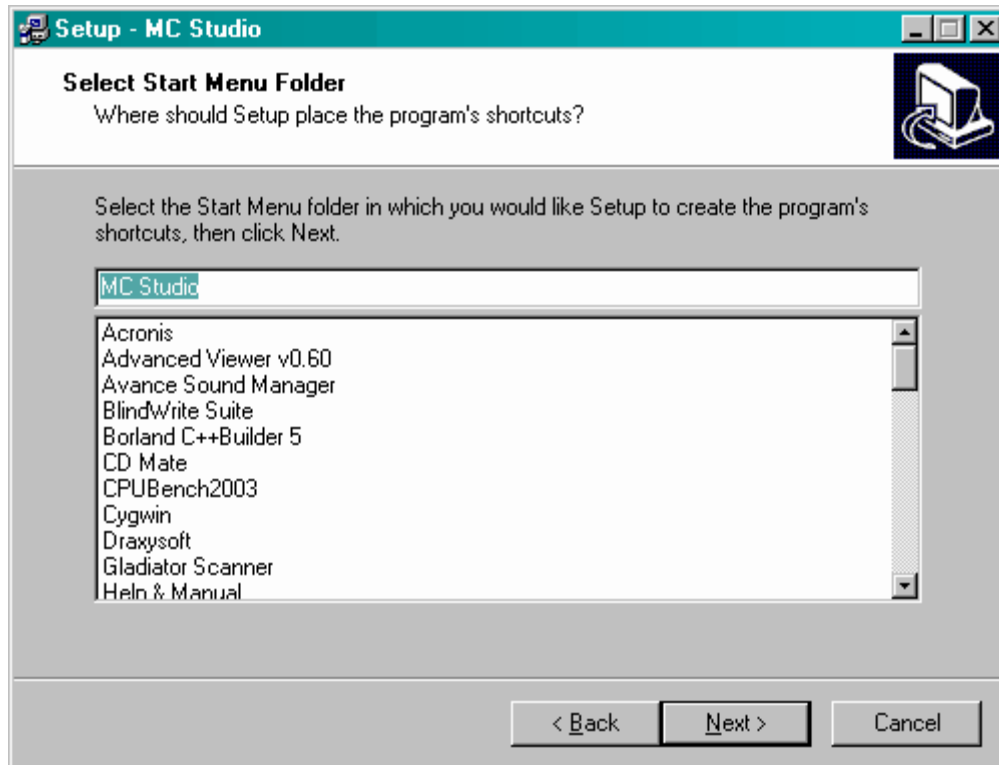 Setup - MC Studio
Select Start Menu Folder
Where should Setup place the program's shortcuts?
Select the Start Menu folder in which you would like Setup to create the program's
shortcuts, then click Next.
MC Studio
Acronis
Advanced Viewer v0.60
Avance Sound Manager
BlindWrite Suite
Borland C++Builder 5
CD Mate
CPUBench2003
Cygwin
Draxysoft
Gladiator Scanner
Help & Manual
< Back
Next >
Cancel